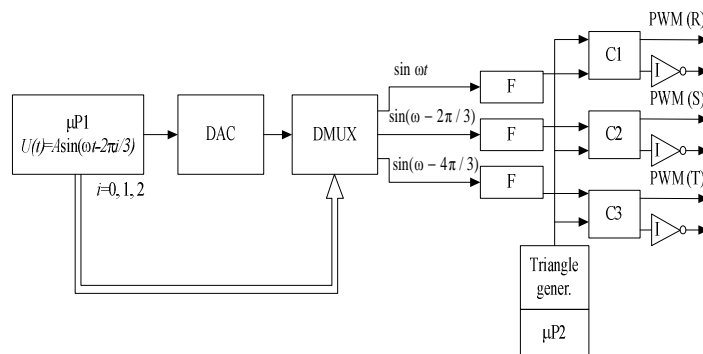 PWM (R)
C1
I
sin ωt
F
μP1
U(t)=Asin(ωt-2πi/3)
i=0, 1, 2
DAC
DMUX
sin(ω − 2π / 3)
F
PWM (S)
C2
I
sin(ω − 4π / 3)
F
PWM (T)
C3
I
Triangle
gener.
μP2